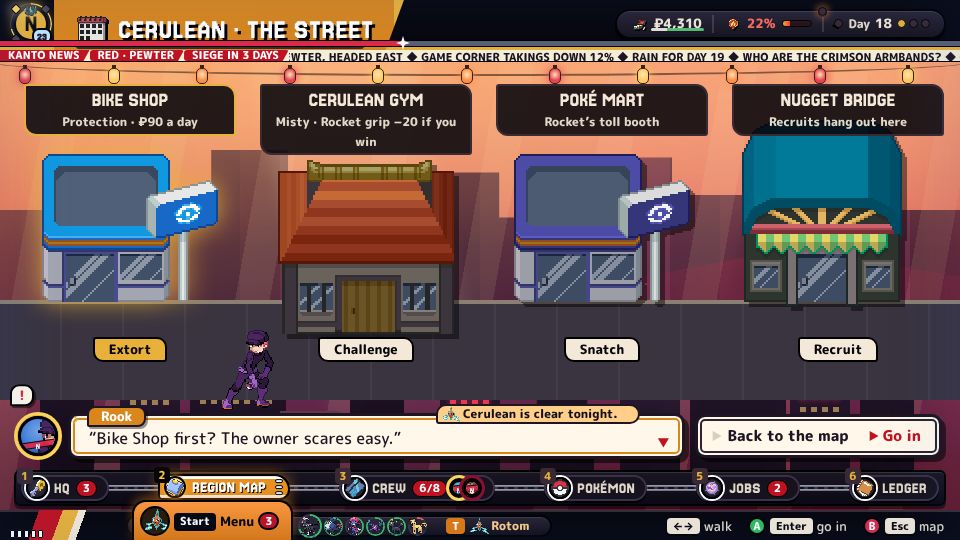 N
23
CERULEAN · THE STREET
₽4,310
22%
Day 18
KANTO NEWS
RED · PEWTER
SIEGE IN 3 DAYS
WTER, HEADED EAST ◆ GAME CORNER TAKINGS DOWN 12% ◆ RAIN FOR DAY 19 ◆ WHO ARE THE CRIMSON ARMBANDS? ◆
BIKE SHOP
Protection · ₽90 a day
CERULEAN GYM
Misty · Rocket grip −20 if you
win
POKÉ MART
Rocket's toll booth
NUGGET BRIDGE
Recruits hang out here
Extort
Challenge
Snatch
Recruit
!
Rook
Cerulean is clear tonight.
N
“Bike Shop first? The owner scares easy.”
Back to the map
Go in
1
HQ
3
2
REGION MAP
3
CREW
6/8
4
POKÉMON
5
JOBS
2
6
LEDGER
Start
Menu
3
T
Rotom
←→ walk
A Enter go in
B Esc map